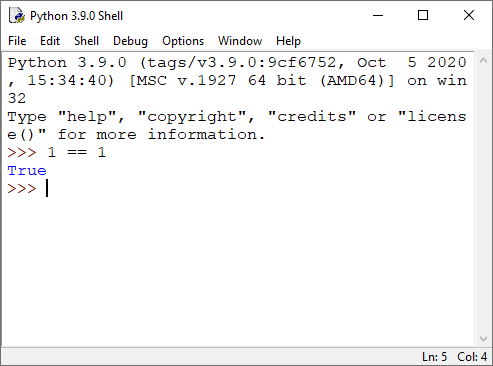 Python 3.9.0 Shell
File Edit Shell Debug Options Window Help
Python 3.9.0 (tags/v3.9.0:9cf6752, Oct  5 2020
, 15:34:40) [MSC v.1927 64 bit (AMD64)] on win
32
Type "help", "copyright", "credits" or "licens
e()" for more information.
>>> 1 == 1
True
>>>
Ln: 5 Col: 4